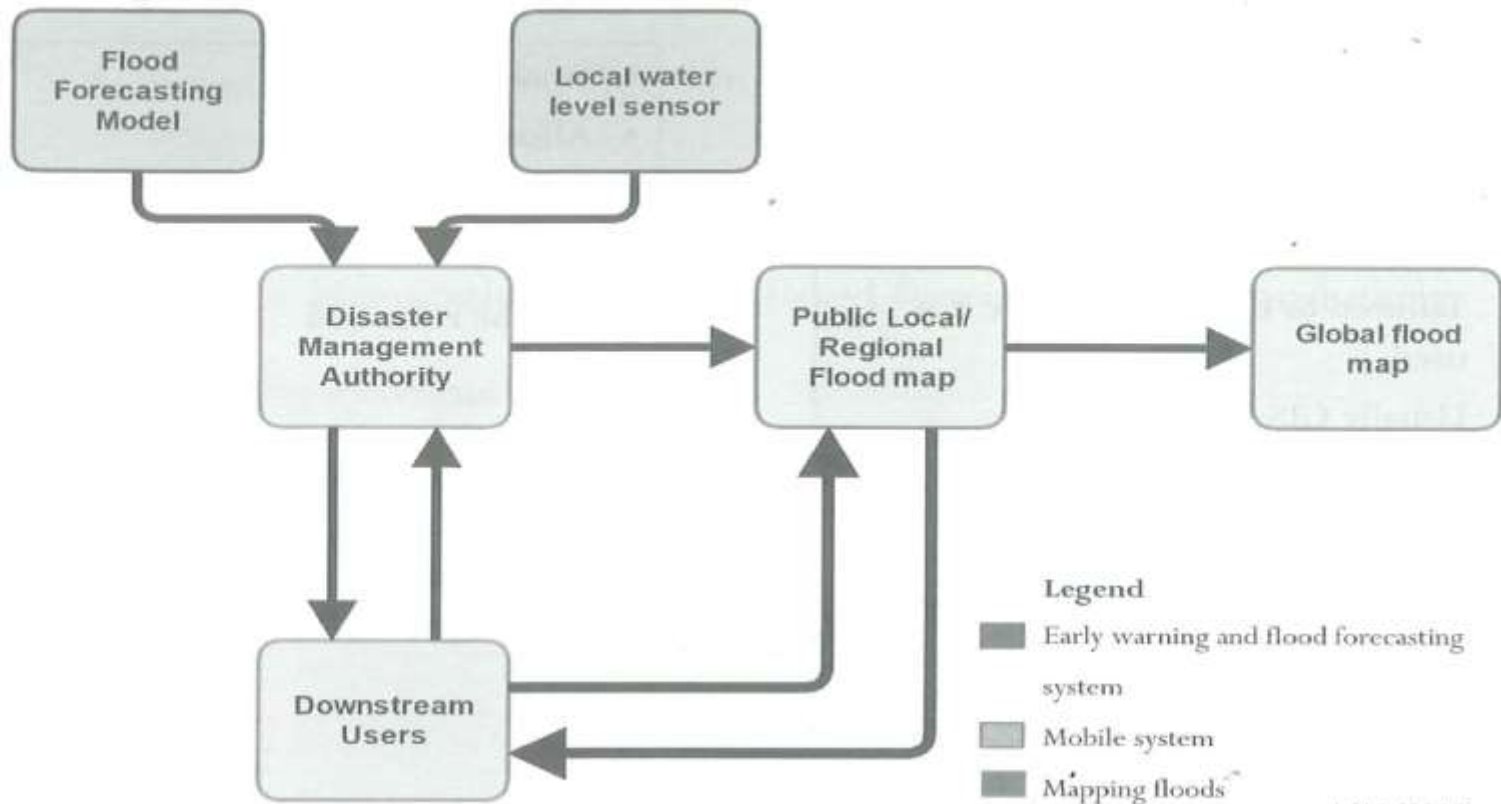 Flood
Forecasting
Model
Local water
level sensor
Disaster
Management
Authority
Public Local/
Regional
Flood map
Global flood
map
Downstream
Users
Legend
Early warning and flood forecasting
system
Mobile system
Mapping floods